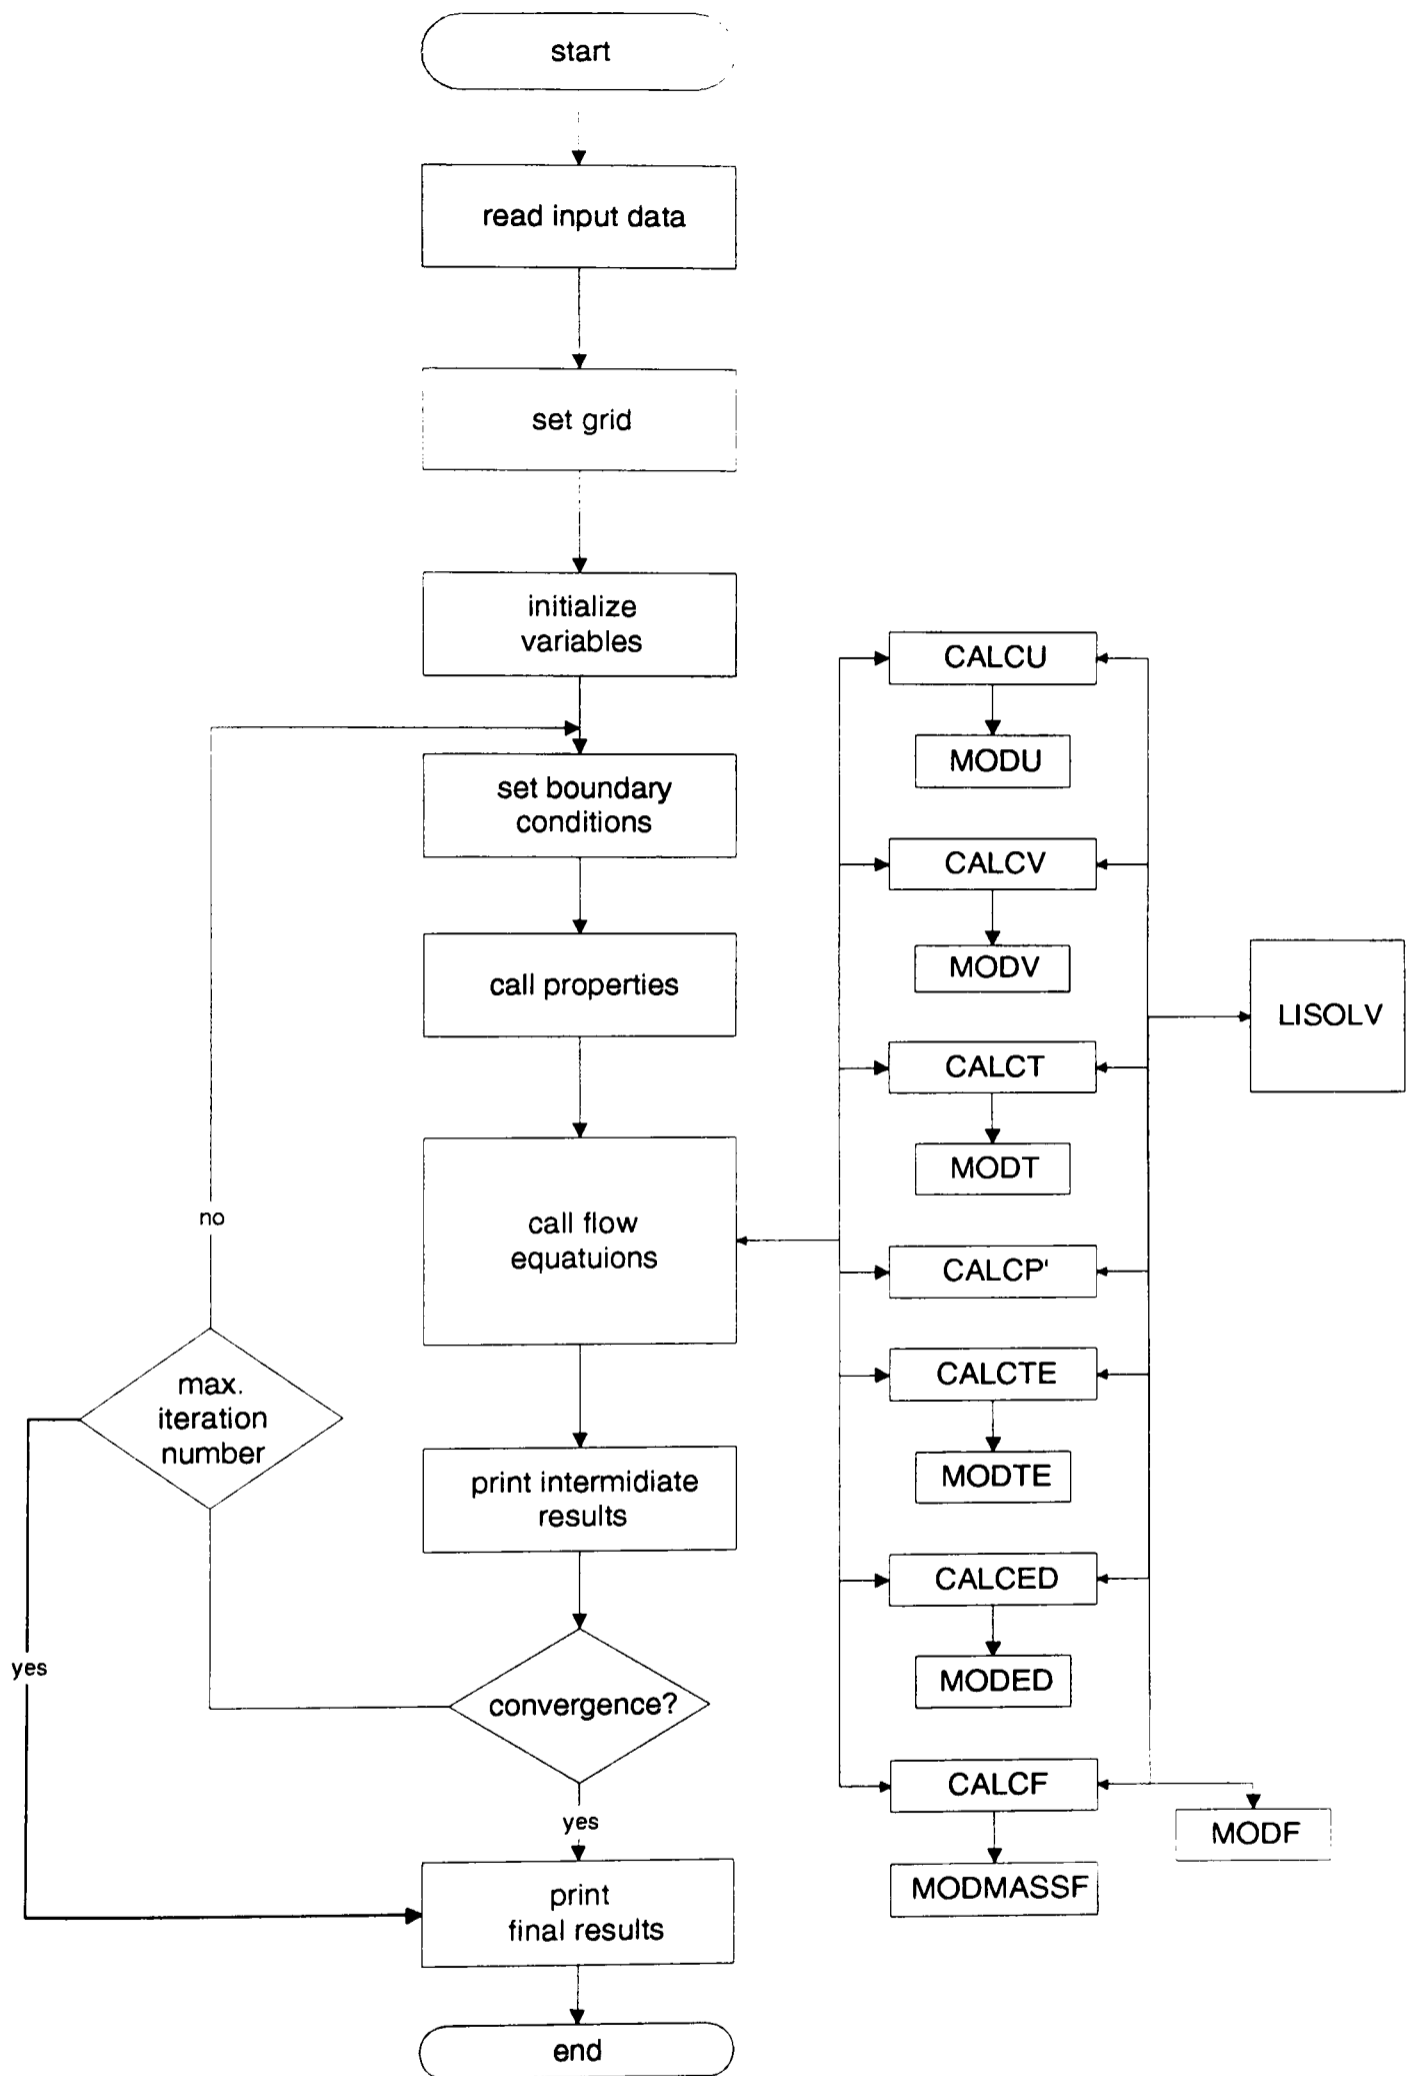 start
read input data
set grid
initialize
variables
set boundary
conditions
call properties
call flow
equatuions
print intermidiate
results
convergence?
yes
print
final results
end
no
max.
iteration
number
yes
CALCU
MODU
CALCV
MODV
CALCT
MODT
CALCP'
CALCTE
MODTE
CALCED
MODED
CALCF
MODMASSF
LISOLV
MODF